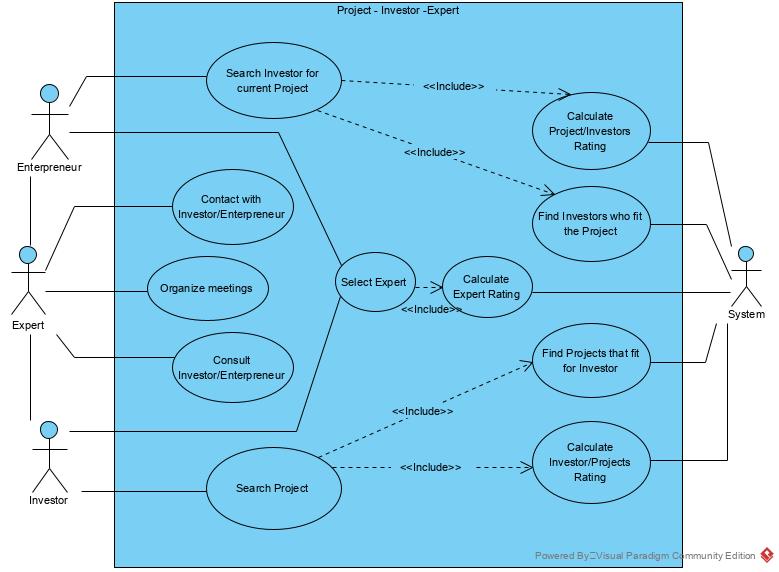 Project - Investor -Expert
Search Investor for
current Project
<<Include>>
Calculate
Project/Investors
Rating
Enterpreneur
<<Include>>
Contact with
Investor/Enterpreneur
Find Investors who fit
the Project
Organize meetings
Select Expert
<<Include>>
Calculate
Expert Rating
System
Expert
Consult
Investor/Enterpreneur
Find Projects that fit
for Investor
<<Include>>
Calculate
Investor/Projects
Rating
<<Include>>
Search Project
Investor
Powered By Visual Paradigm Community Edition